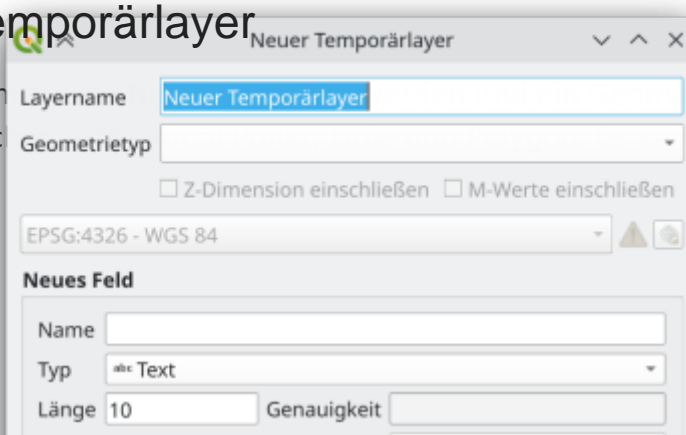 emporärlayer
Neuer Temporärlayer
Layername Neuer Temporärlayer
Geometrietyp
Z-Dimension einschließen M-Werte einschließen
EPSG:4326 - WGS 84
Neues Feld
Name
Typ abc Text
Länge 10 Genauigkeit